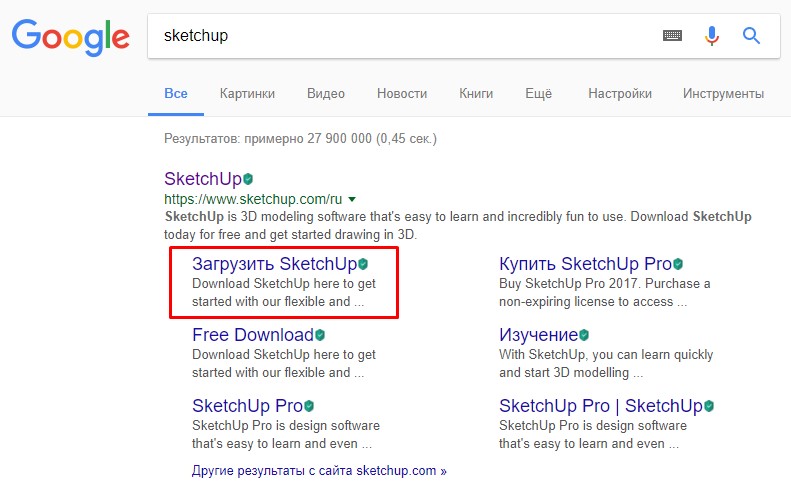 Google
sketchup
Все Картинки Видео Новости Книги Ещё Настройки Инструменты
Результатов: примерно 27 900 000 (0,45 сек.)
SketchUp
https://www.sketchup.com/ru
SketchUp is 3D modeling software that's easy to learn and incredibly fun to use. Download SketchUp
today for free and get started drawing in 3D.
Загрузить SketchUp
Download SketchUp here to get
started with our flexible and ...
Купить SketchUp Pro
Buy SketchUp Pro 2017. Purchase a
non-expiring license to access ...
Free Download
Download SketchUp here to get
started with our flexible and ...
Изучение
With SketchUp, you can learn quickly
and start 3D modelling ...
SketchUp Pro
SketchUp Pro is design software
that's easy to learn and even ...
SketchUp Pro | SketchUp
SketchUp Pro is design software
that's easy to learn and even ...
Другие результаты с сайта sketchup.com »